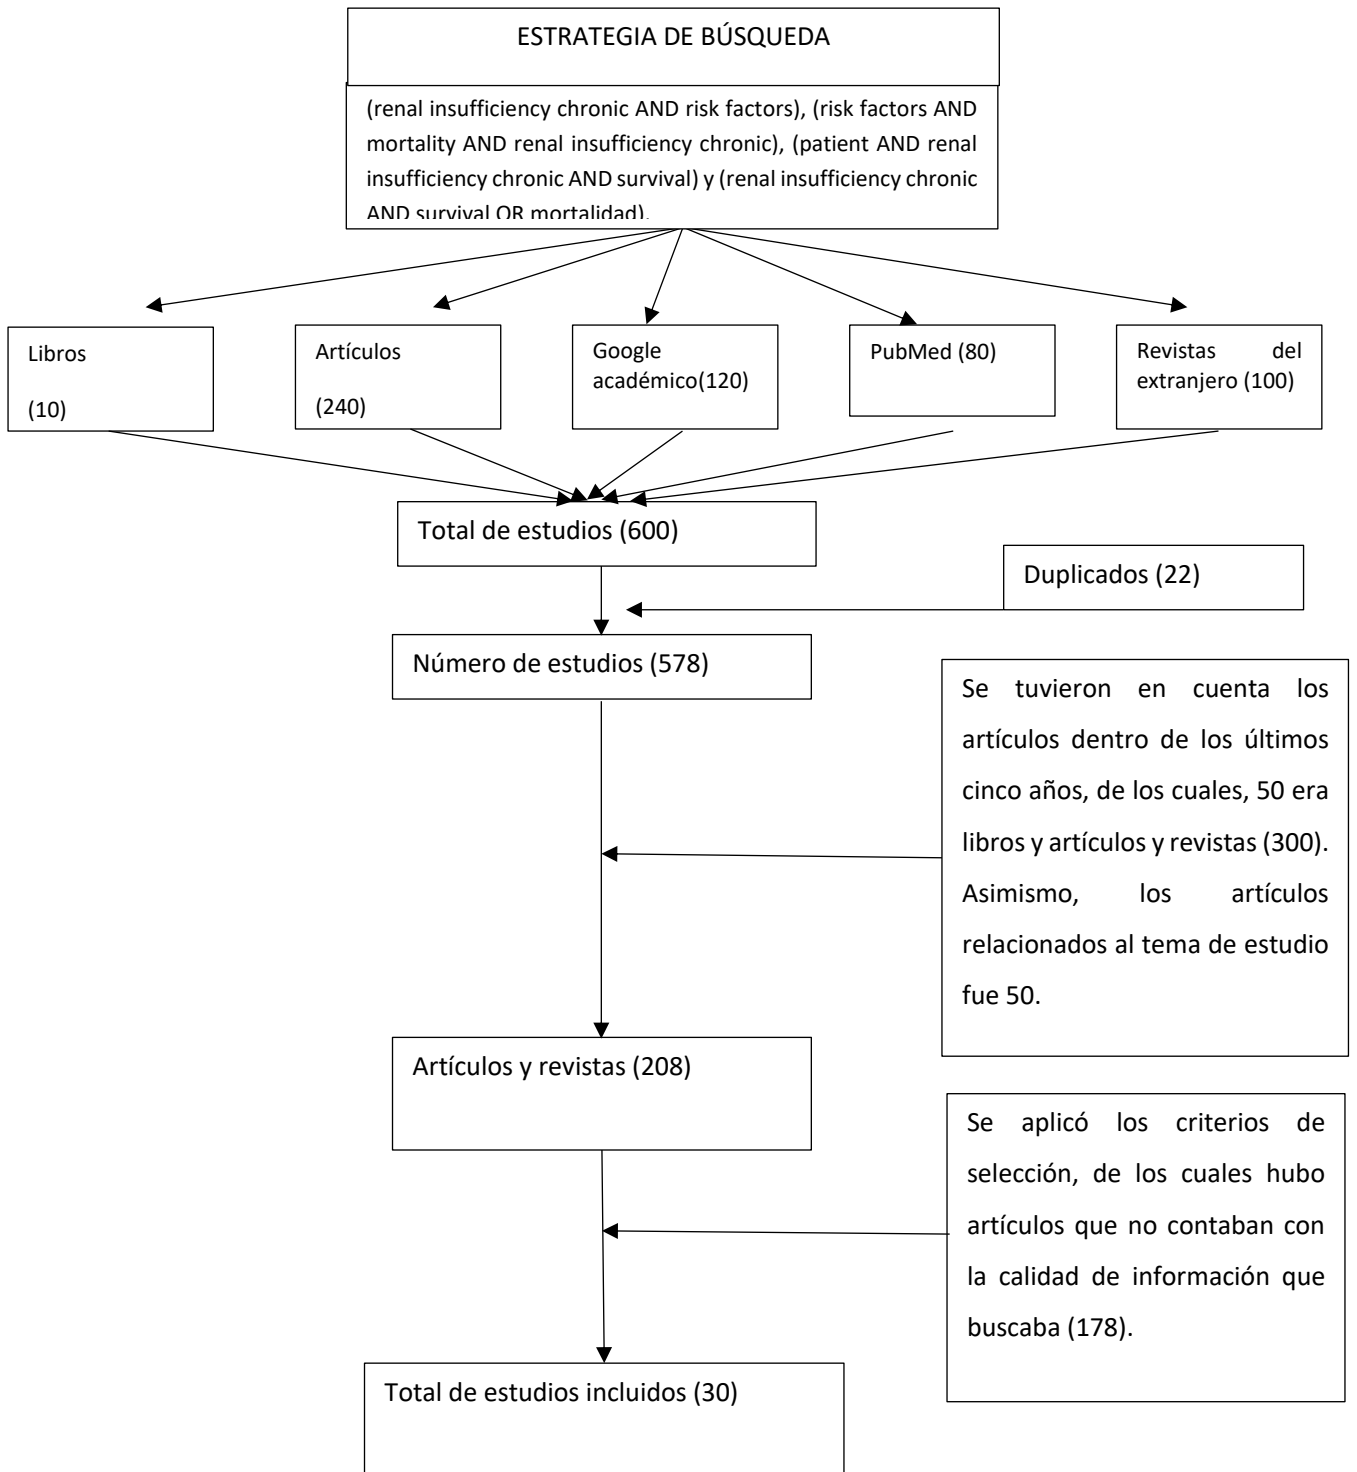 ESTRATEGIA DE BÚSQUEDA
(renal insufficiency chronic AND risk factors), (risk factors AND
mortality AND renal insufficiency chronic), (patient AND renal
insufficiency chronic AND survival) y (renal insufficiency chronic
AND survival OR mortalidad).
Libros
(10)
Artículos
(240)
Google
académico(120)
PubMed (80)
Revistas del
extranjero (100)
Total de estudios (600)
Duplicados (22)
Número de estudios (578)
Se tuvieron en cuenta los
artículos dentro de los últimos
cinco años, de los cuales, 50 era
libros y artículos y revistas (300).
Asimismo, los artículos
relacionados al tema de estudio
fue 50.
Artículos y revistas (208)
Se aplicó los criterios de
selección, de los cuales hubo
artículos que no contaban con
la calidad de información que
buscaba (178).
Total de estudios incluidos (30)